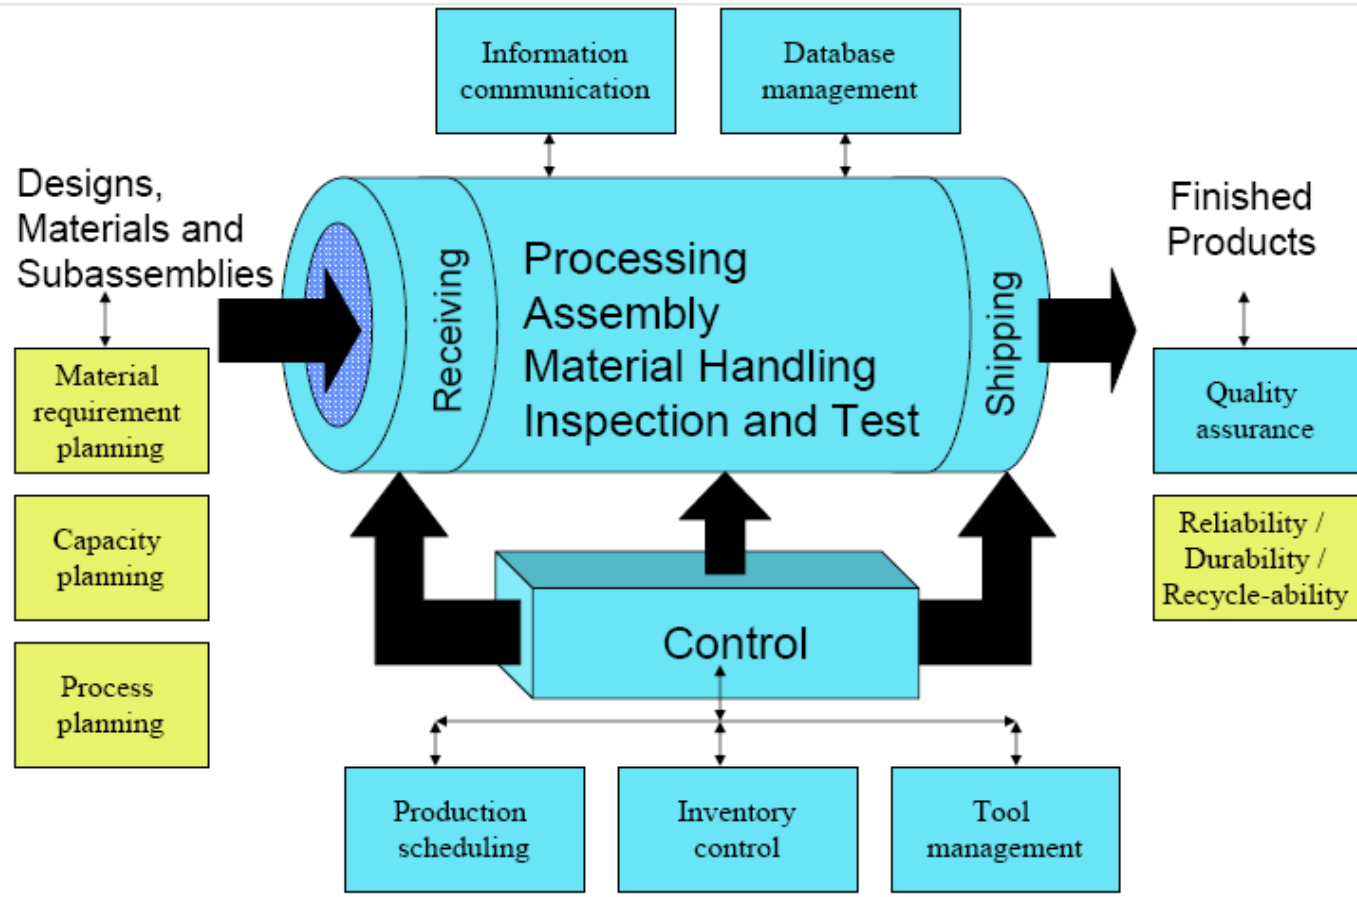 Information
communication
Database
management
Designs,
Materials and
Subassemblies
Finished
Products
Receiving
Processing
Assembly
Material Handling
Inspection and Test
Shipping
Material
requirement
planning
Capacity
planning
Process
planning
Quality
assurance
Reliability /
Durability /
Recycle-ability
Control
Production
scheduling
Inventory
control
Tool
management